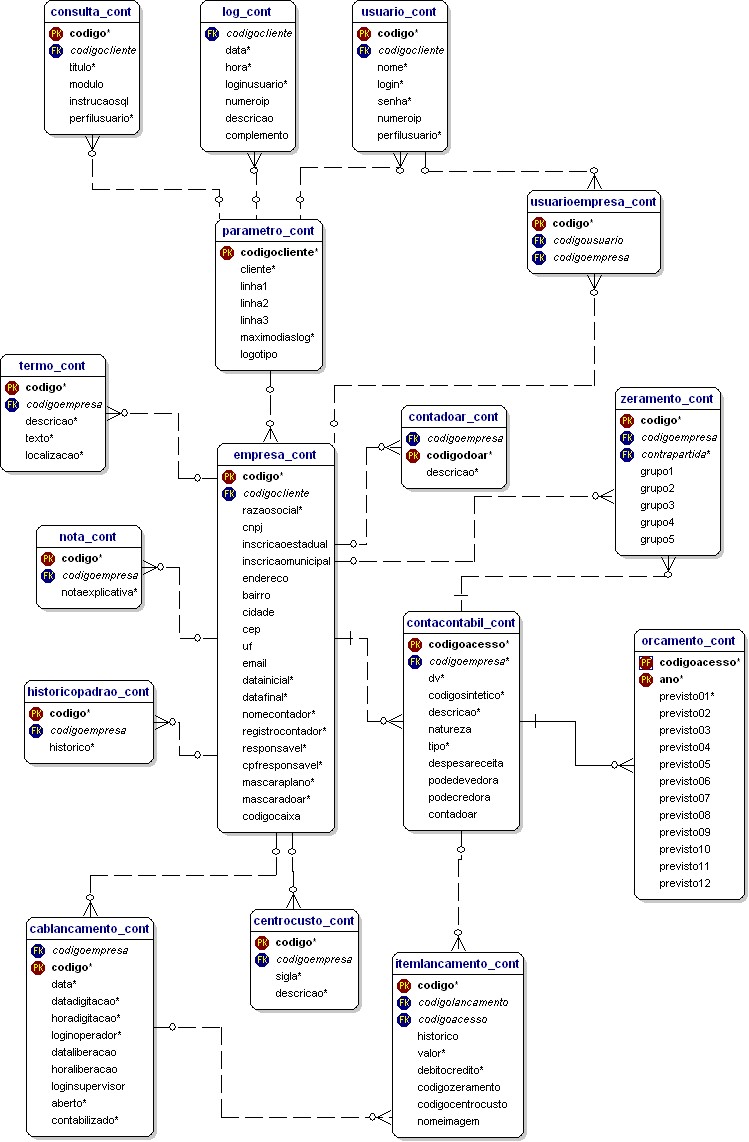 consulta_cont
PK codigo*
Fk codigocliente
titulo*
modulo
instrucaosql
perfilusuario*
log_cont
Fk codigocliente
data*
hora*
loginusuario*
numeroip
descricao
complemento
usuario_cont
PK codigo*
Fk codigocliente
nome*
login*
senha*
numeroip
perfilusuario*
usuarioempresa_cont
PK codigo*
Fk codigousuario
Fk codigoempresa
parametro_cont
PK codigocliente*
cliente*
linha1
linha2
linha3
maximodiaslog*
logotipo
termo_cont
PK codigo*
Fk codigoempresa
descricao*
texto*
localizacao*
contadoar_cont
Fk codigoempresa
PK codigodoar*
descricao*
zeramento_cont
PK codigo*
Fk codigoempresa
Fk contrapartida*
grupo1
grupo2
grupo3
grupo4
grupo5
empresa_cont
PK codigo*
Fk codigocliente
razaosocial*
cnpj
inscricaoestadual
inscricaomunicipal
endereco
bairro
cidade
cep
uf
email
datainicial*
datafinal*
nomecontador*
registrocontador*
responsavel*
cpfresponsavel*
mascaraplano*
mascaradoar*
codigocaixa
nota_cont
PK codigo*
Fk codigoempresa
notaexplicativa*
historicopadrao_cont
PK codigo*
Fk codigoempresa
historico*
contacontabil_cont
PK codigoacesso*
Fk codigoempresa*
dv*
codigosintetico*
descricao*
natureza
tipo*
despesareceita
podedevedora
podecredora
contadoar
orcamento_cont
PF codigoacesso*
PK ano*
previsto01*
previsto02
previsto03
previsto04
previsto05
previsto06
previsto07
previsto08
previsto09
previsto10
previsto11
previsto12
cablancamento_cont
Fk codigoempresa
PK codigo*
data*
datadigitacao*
horadigitacao*
loginoperador*
dataliberacao
horaliberacao
loginsupervisor
aberto*
contabilizado*
centrocusto_cont
PK codigo*
Fk codigoempresa
sigla*
descricao*
itemlancamento_cont
PK codigo*
Fk codigolancamento
Fk codigoacesso
historico
valor*
debitocredito*
codigozeramento
codigocentrocusto
nomeimagem